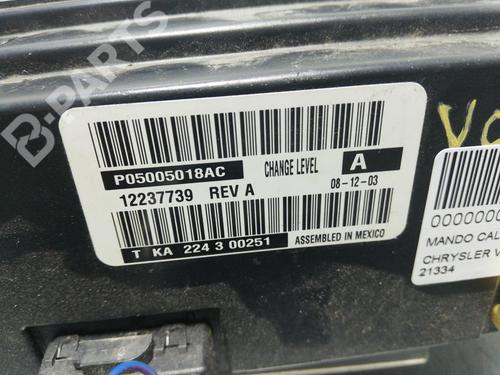 P05005018AC
CHANGE LEVEL A
12237739 REV A
08-12-03
T KA 224 3 00251
ASSEMBLED IN MEXICO
MANDO CAL
CHRYSLER V
21334
B-PARTS